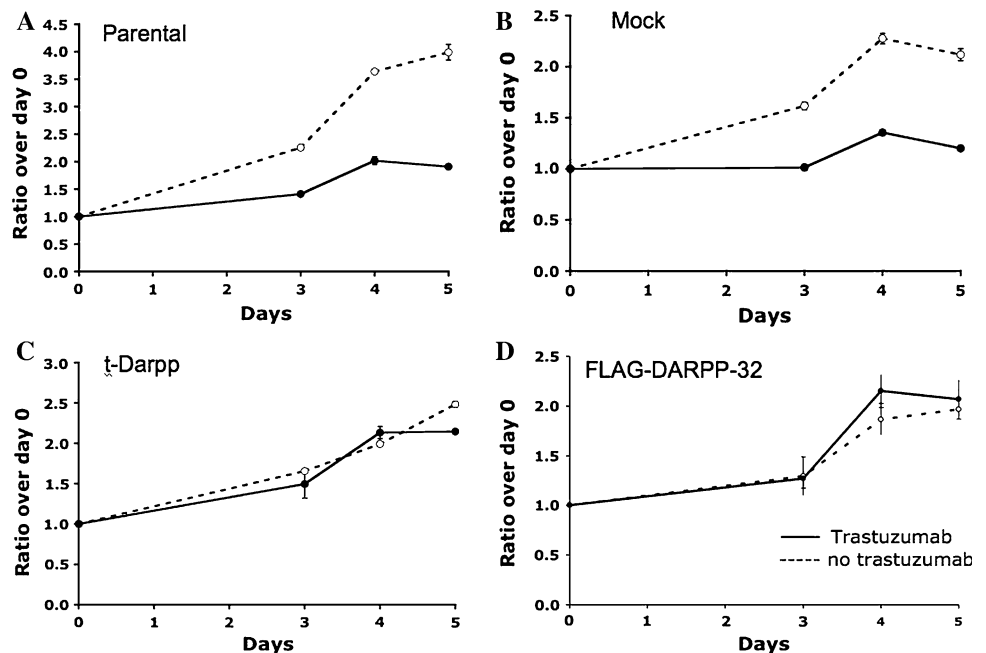 A
Parental
4.5
4.0
3.5
3.0
2.5
2.0
1.5
1.0
0.5
0.0
Ratio over day 0
0 1 2 3 4 5
Days
B
Mock
2.5
2.0
1.5
1.0
0.5
0.0
Ratio over day 0
0 1 2 3 4 5
Days
C
t-Darpp
3.0
2.5
2.0
1.5
1.0
0.5
0.0
Ratio over day 0
0 1 2 3 4 5
Days
D
FLAG-DARPP-32
2.5
2.0
1.5
1.0
0.5
0.0
Ratio over day 0
Trastuzumab
no trastuzumab
0 1 2 3 4 5
Days